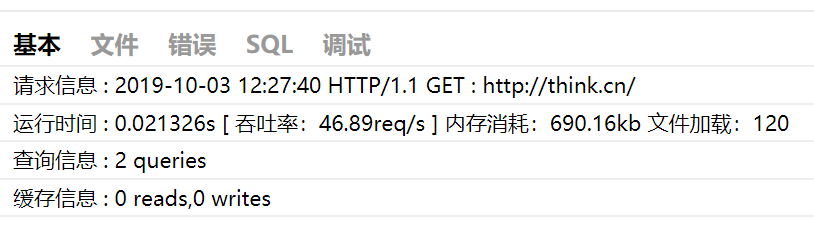 基本 文件 错误 SQL 调试
请求信息 : 2019-10-03 12:27:40 HTTP/1.1 GET : http://think.cn/
运行时间 : 0.021326s [ 吞吐率：46.89req/s ] 内存消耗：690.16kb 文件加载：120
查询信息 : 2 queries
缓存信息 : 0 reads,0 writes